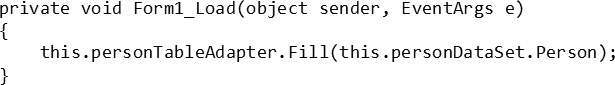 private void Form1_Load(object sender, EventArgs e)
{
    this.personTableAdapter.Fill(this.personDataSet.Person);
}